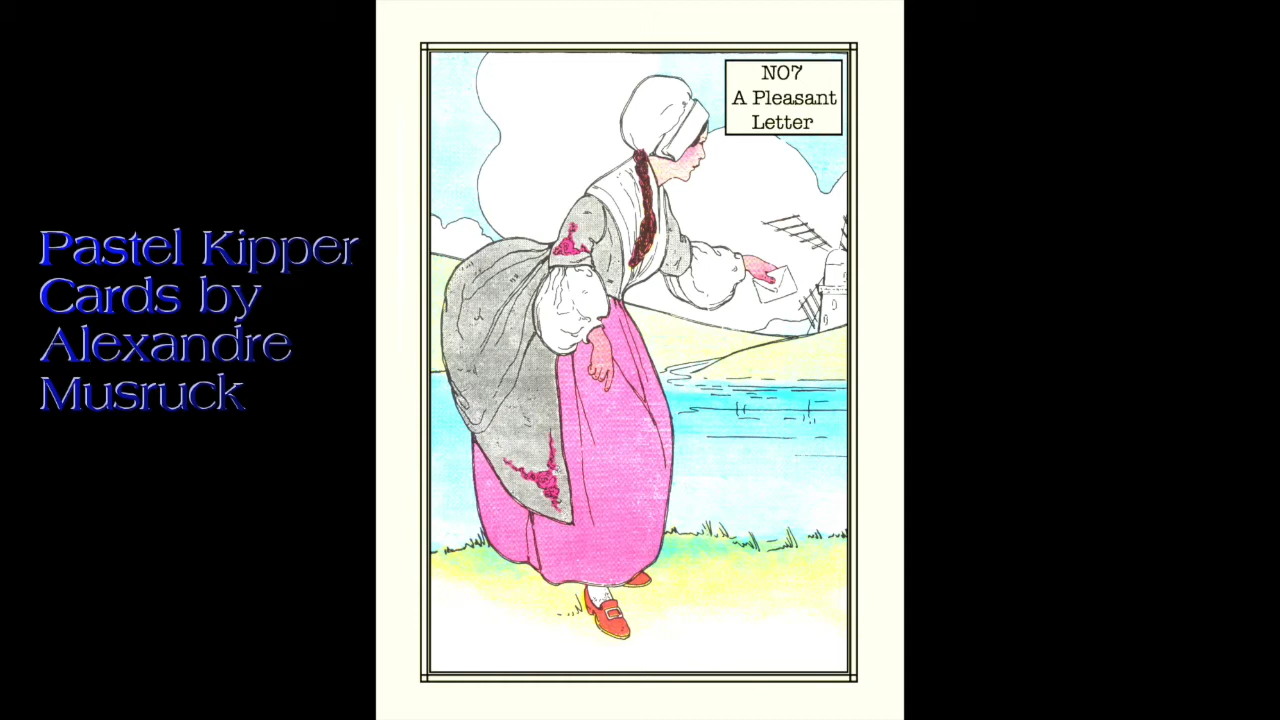 Pastel Kipper
Cards by
Alexandre
Musruck
NO7
A Pleasant
Letter